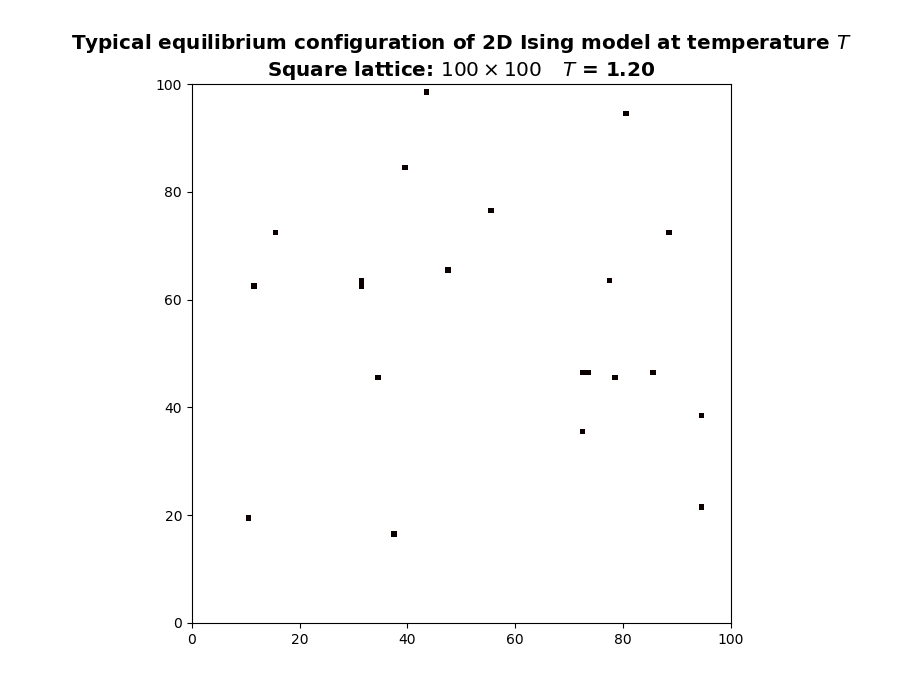 Typical equilibrium configuration of 2D Ising model at temperature T
Square lattice: 100 × 100 T = 1.20
100
80
60
40
20
0
0 20 40 60 80 100